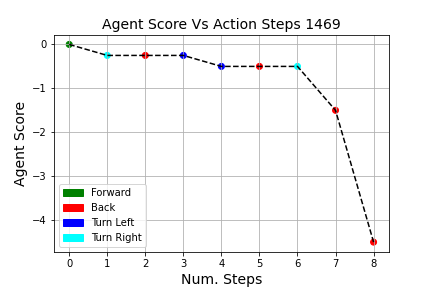 Agent Score Vs Action Steps 1469
Agent Score
0
−1
−2
−3
−4
Forward
Back
Turn Left
Turn Right
0 1 2 3 4 5 6 7 8
Num. Steps